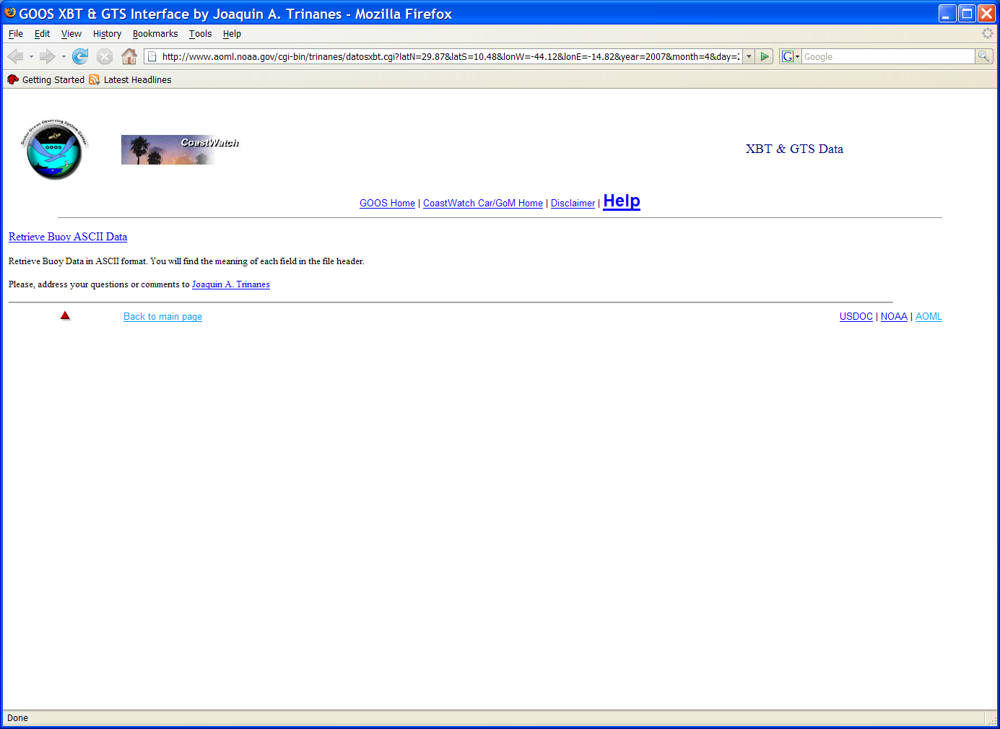 GOOS XBT & GTS Interface by Joaquin A. Trinanes - Mozilla Firefox
File Edit View History Bookmarks Tools Help
http://www.aoml.noaa.gov/cgi-bin/trinanes/datosxbt.cgi?latN=29.87&latS=10.48&lonW=-44.12&lonE=-14.82&year=2007&month=4&day=2
G Google
Getting Started Latest Headlines
Global Ocean Observing System Center
GOOS
CoastWatch
XBT & GTS Data
GOOS Home | CoastWatch Car/GoM Home | Disclaimer | Help
Retrieve Buoy ASCII Data
Retrieve Buoy Data in ASCII format. You will find the meaning of each field in the file header.
Please, address your questions or comments to Joaquin A. Trinanes
Back to main page
USDOC | NOAA | AOML
Done